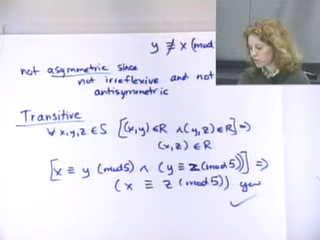 y ≢ x (mod
not asymmetric since
not irreflexive and not
antisymmetric
Transitive
∀ x,y,z ∈ S [(x,y) ∈ R ∧ (y,z) ∈ R] ⇒
(x,z) ∈ R
[x ≡ y (mod 5) ∧ (y ≡ z (mod 5)] ⇒
(x ≡ z (mod 5)) yes
✓